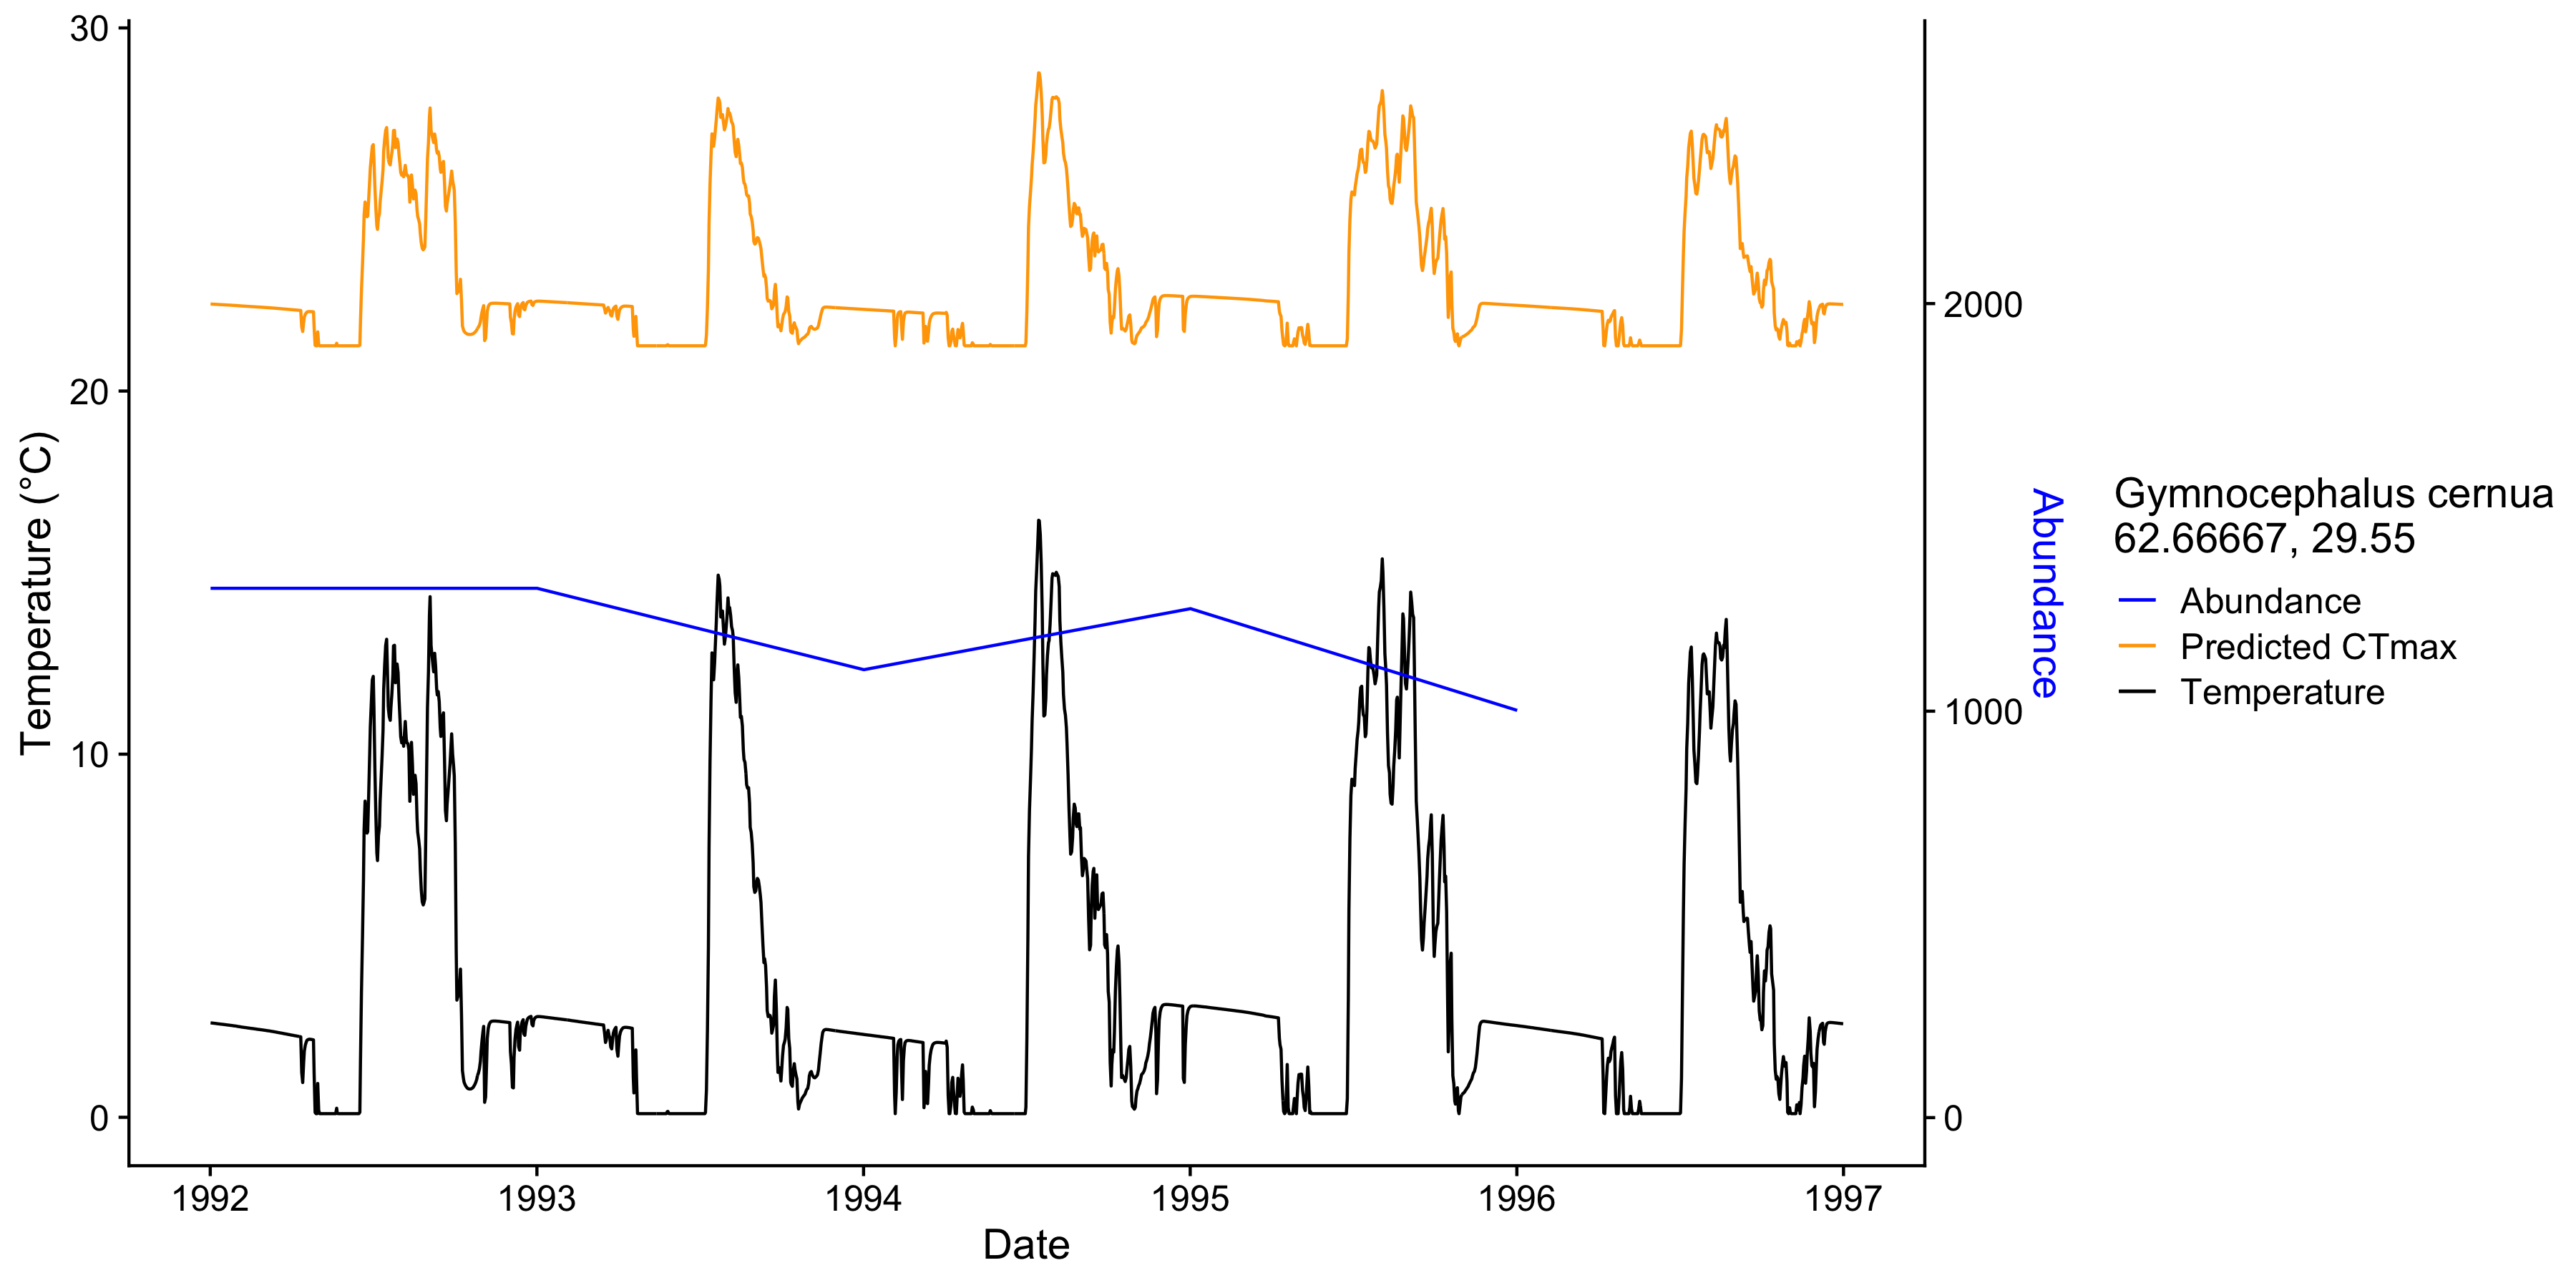 30
20
10
0
Temperature (°C)
1992
1993
1994
1995
1996
1997
Date
2000
1000
0
Abundance
Gymnocephalus cernua
62.66667, 29.55
Abundance
Predicted CTmax
Temperature